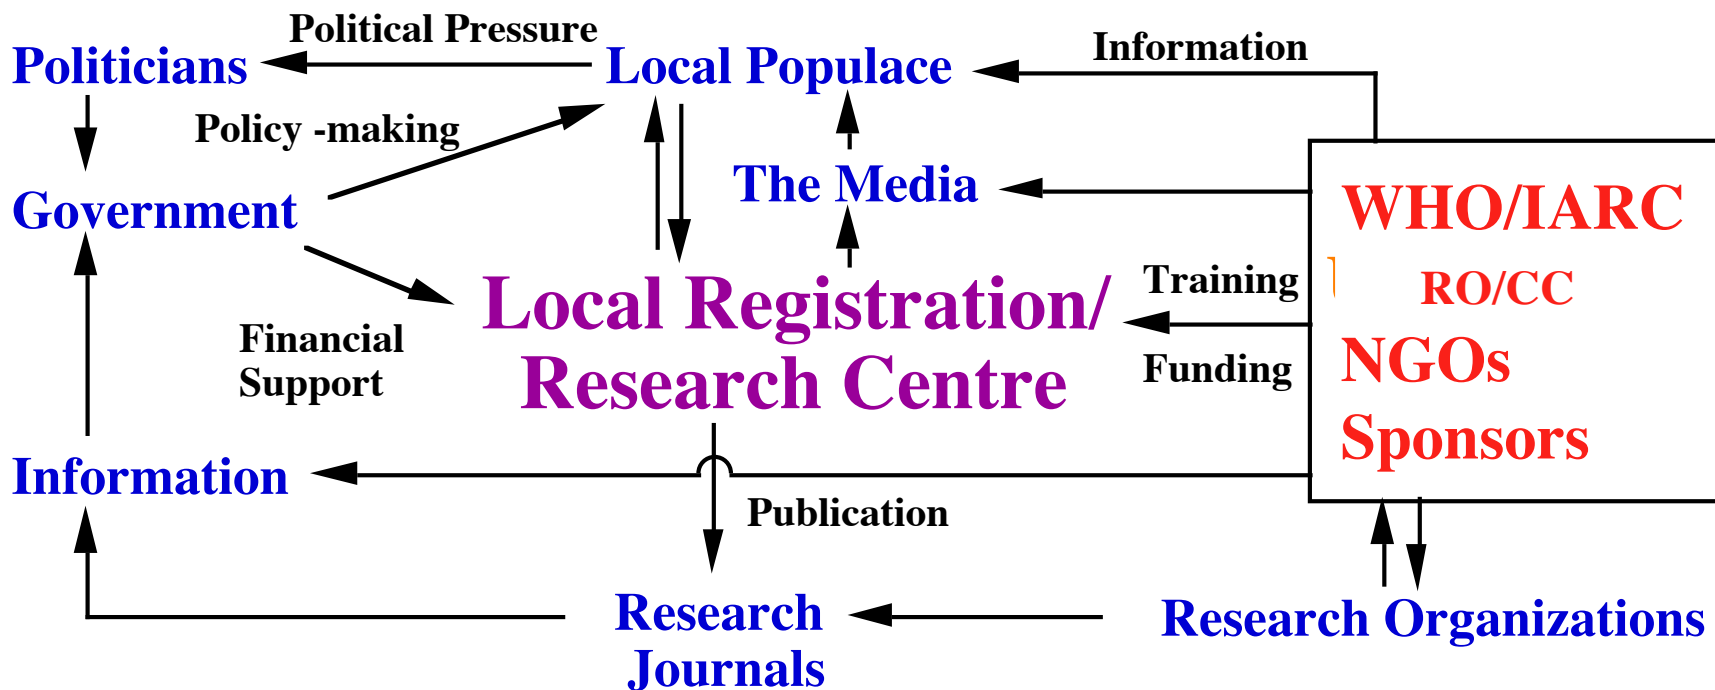 Political Pressure
Politicians
Local Populace
Information
Policy -making
The Media
Government
WHO/IARC
RO/CC
Training
Local Registration/
Research Centre
Financial
Support
Funding
NGOs
Sponsors
Information
Publication
Research
Journals
Research Organizations